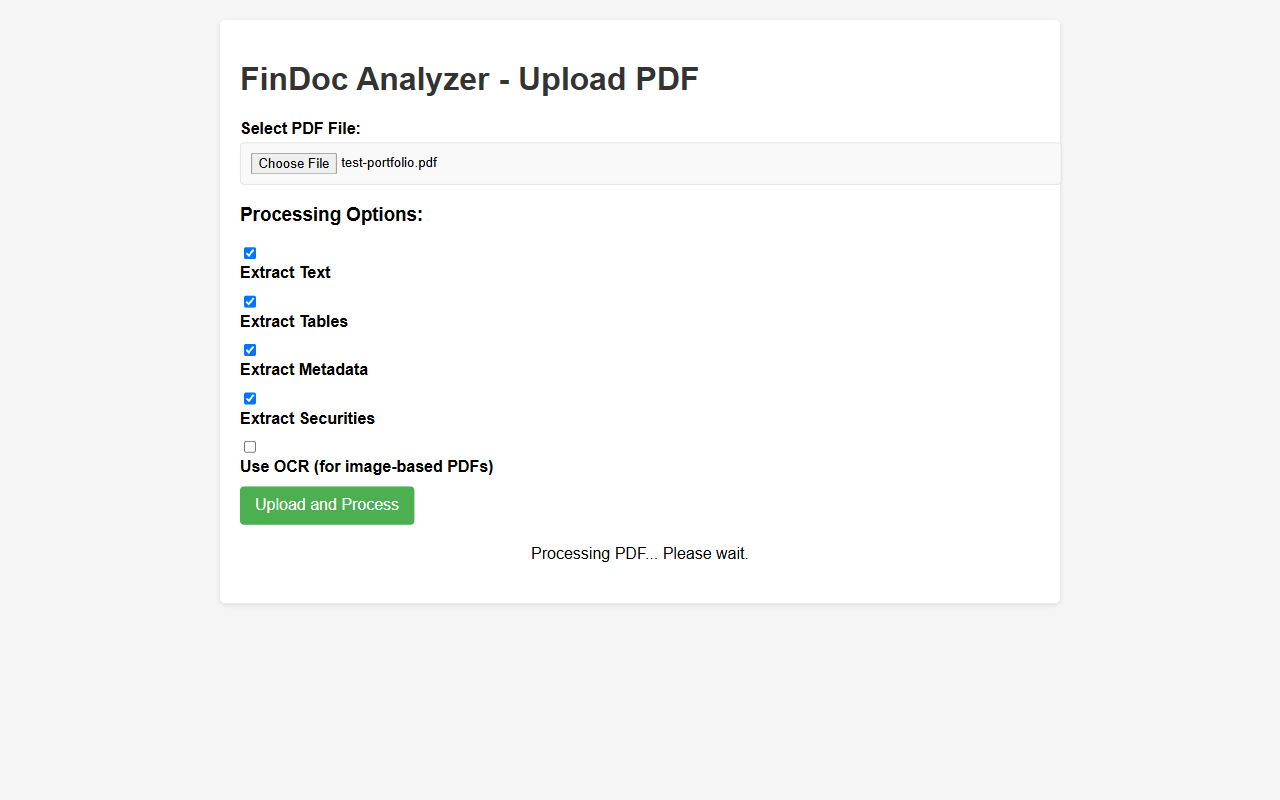 FinDoc Analyzer - Upload PDF
Select PDF File:
Choose File test-portfolio.pdf
Processing Options:
Extract Text
Extract Tables
Extract Metadata
Extract Securities
Use OCR (for image-based PDFs)
Upload and Process
Processing PDF... Please wait.